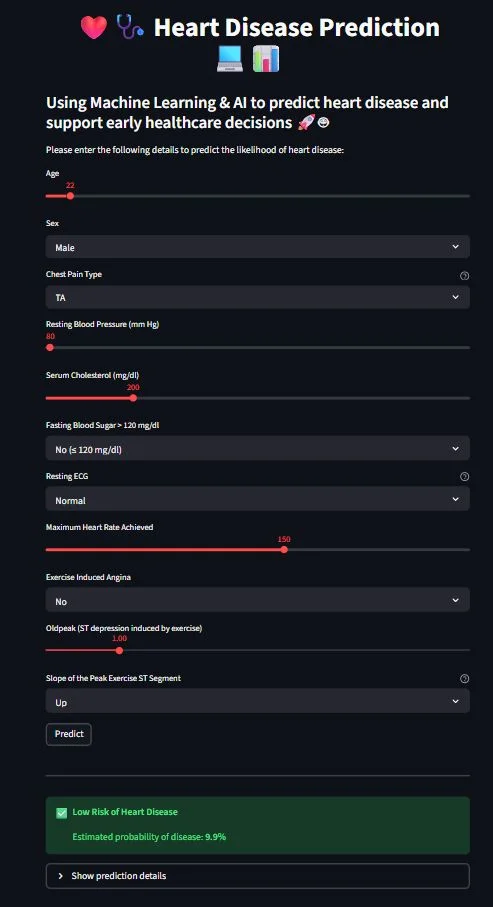 Heart Disease Prediction
Using Machine Learning & AI to predict heart disease and
support early healthcare decisions
Please enter the following details to predict the likelihood of heart disease:
Age
22
Sex
Male
Chest Pain Type
TA
Resting Blood Pressure (mm Hg)
80
Serum Cholesterol (mg/dl)
200
Fasting Blood Sugar > 120 mg/dl
No (≤ 120 mg/dl)
Resting ECG
Normal
Maximum Heart Rate Achieved
150
Exercise Induced Angina
No
Oldpeak (ST depression induced by exercise)
1.00
Slope of the Peak Exercise ST Segment
Up
Predict
Low Risk of Heart Disease
Estimated probability of disease: 9.9%
Show prediction details